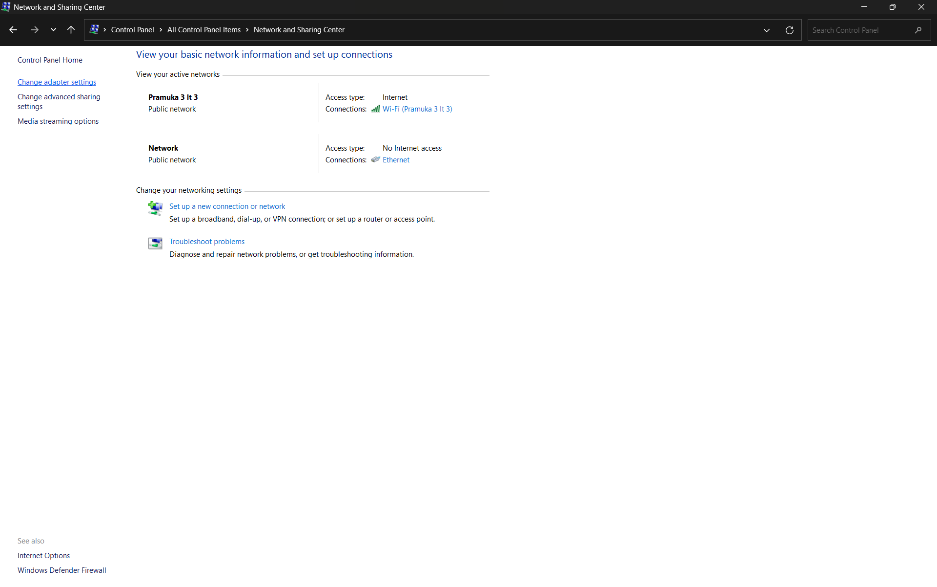 Network and Sharing Center
Control Panel › All Control Panel Items › Network and Sharing Center
Search Control Panel
Control Panel Home
Change adapter settings
Change advanced sharing
settings
Media streaming options
View your basic network information and set up connections
View your active networks
Pramuka 3 lt 3
Public network
Access type: Internet
Connections: Wi-Fi (Pramuka 3 lt 3)
Network
Public network
Access type: No Internet access
Connections: Ethernet
Change your networking settings
Set up a new connection or network
Set up a broadband, dial-up, or VPN connection; or set up a router or access point.
Troubleshoot problems
Diagnose and repair network problems, or get troubleshooting information.
See also
Internet Options
Windows Defender Firewall